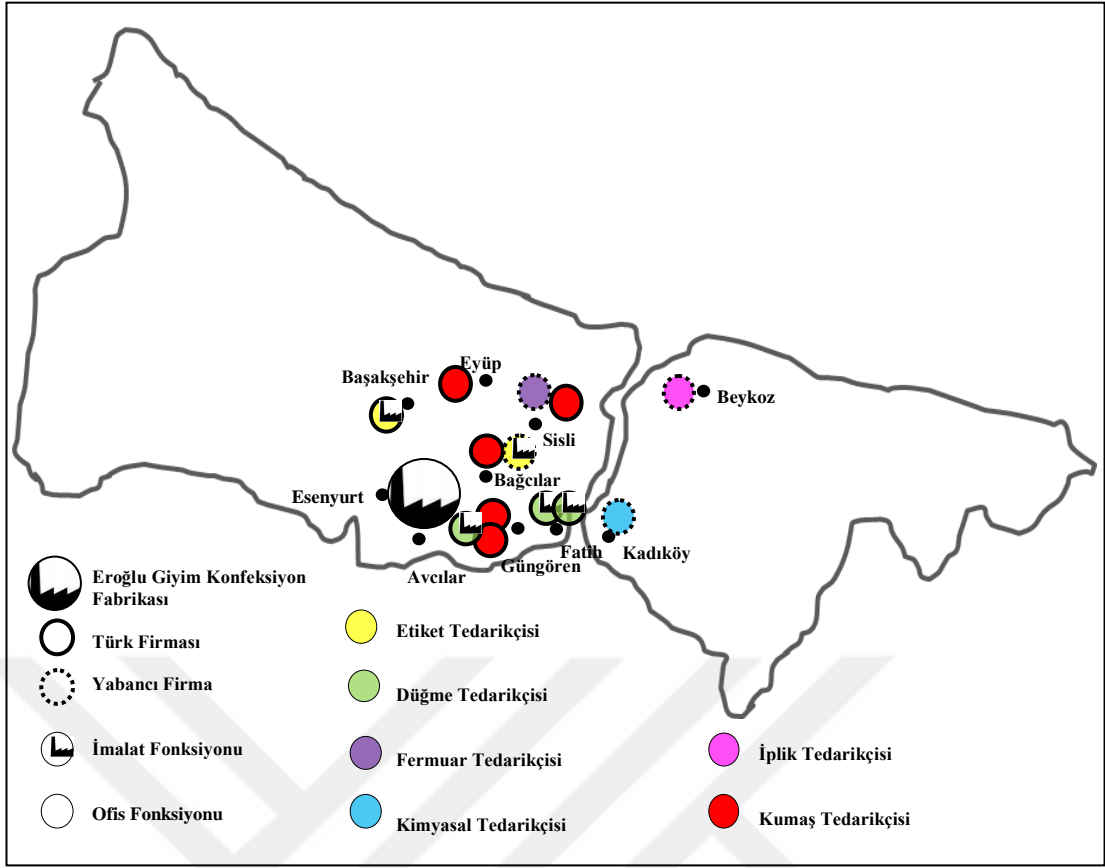 Eyüp
Başakşehir
Beykoz
Sisli
Bağcılar
Esenyurt
Fatih
Kadıköy
Güngören
Avcılar
Eroğlu Giyim Konfeksiyon
Fabrikası
Türk Firması
Yabancı Firma
İmalat Fonksiyonu
Ofis Fonksiyonu
Etiket Tedarikçisi
Düğme Tedarikçisi
Fermuar Tedarikçisi
Kimyasal Tedarikçisi
İplik Tedarikçisi
Kumaş Tedarikçisi